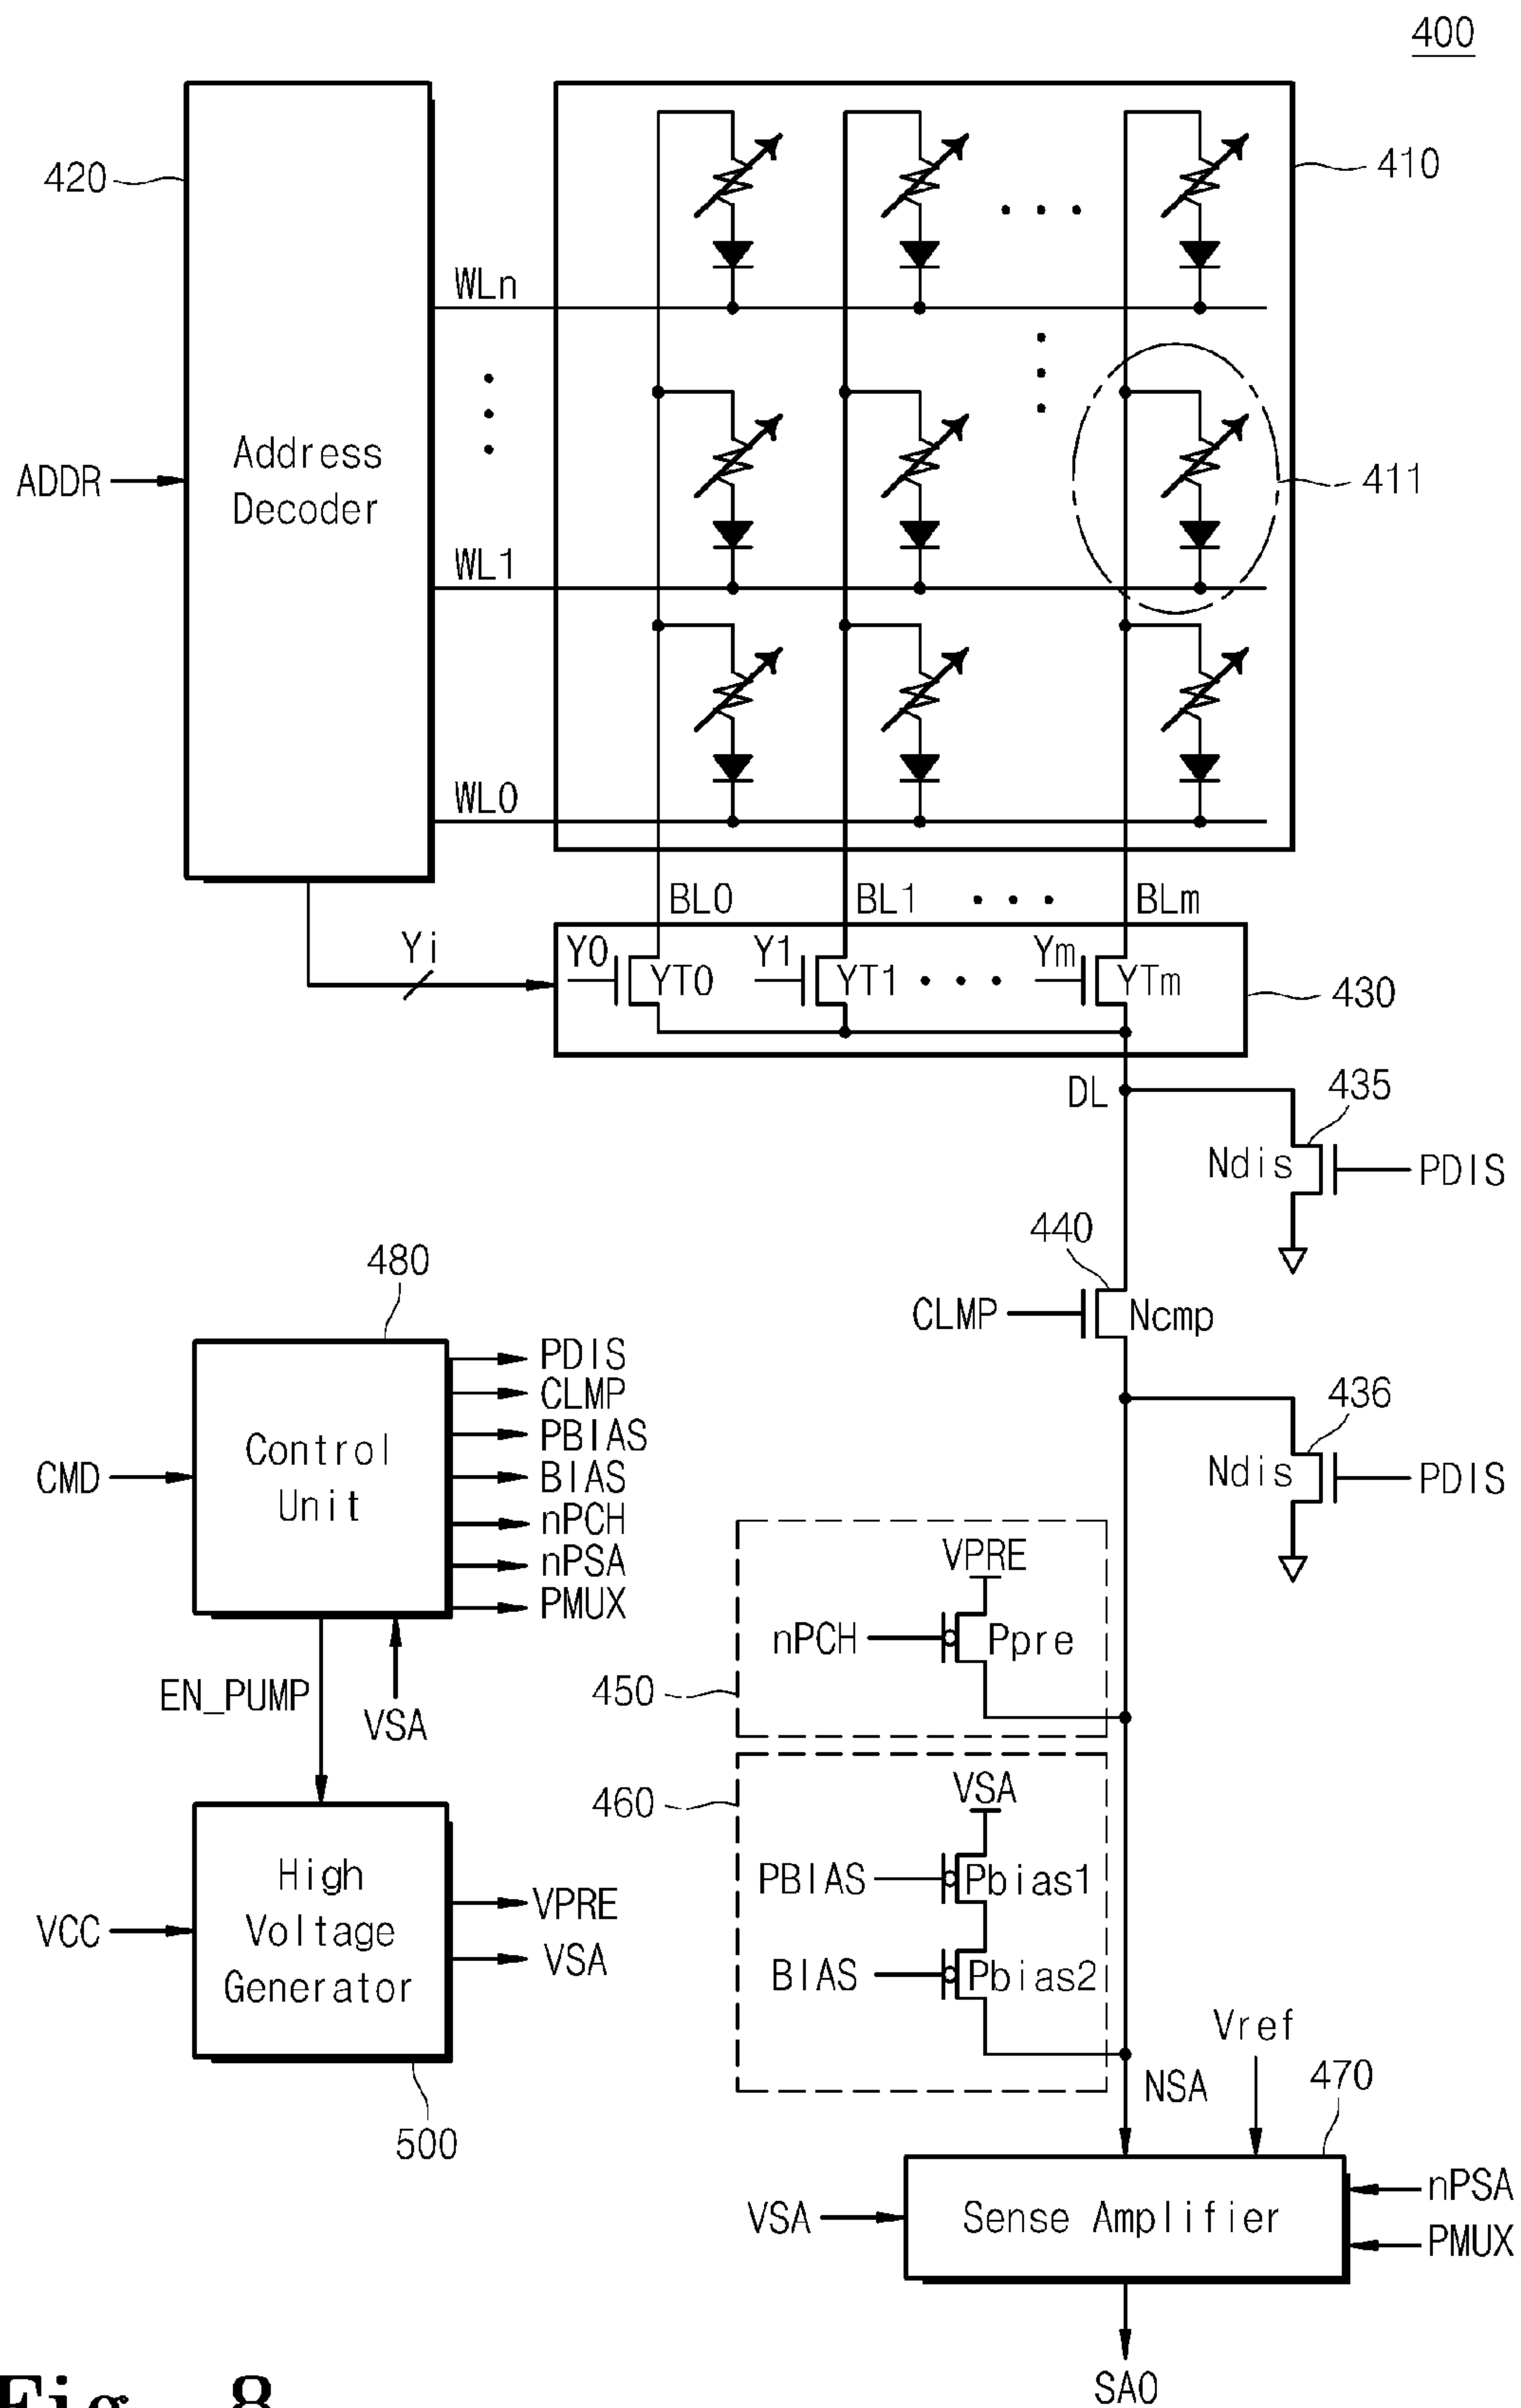 400
420
410
WLn
Address
Decoder
ADDR
411
WL1
WL0
BL0
BL1
BLm
Yi
Y0
YT0
Y1
YT1
Ym
YTm
430
DL
435
Ndis
PDIS
440
CLMP
Ncmp
480
Control
Unit
CMD
PDIS
CLMP
PBIAS
BIAS
nPCH
nPSA
PMUX
436
Ndis
PDIS
VPRE
nPCH
Ppre
450
EN_PUMP
VSA
460
VSA
PBIAS
Pbias1
BIAS
Pbias2
High
Voltage
Generator
VCC
VPRE
VSA
500
NSA
Vref
470
VSA
Sense Amplifier
nPSA
PMUX
SAO
Fig. 8